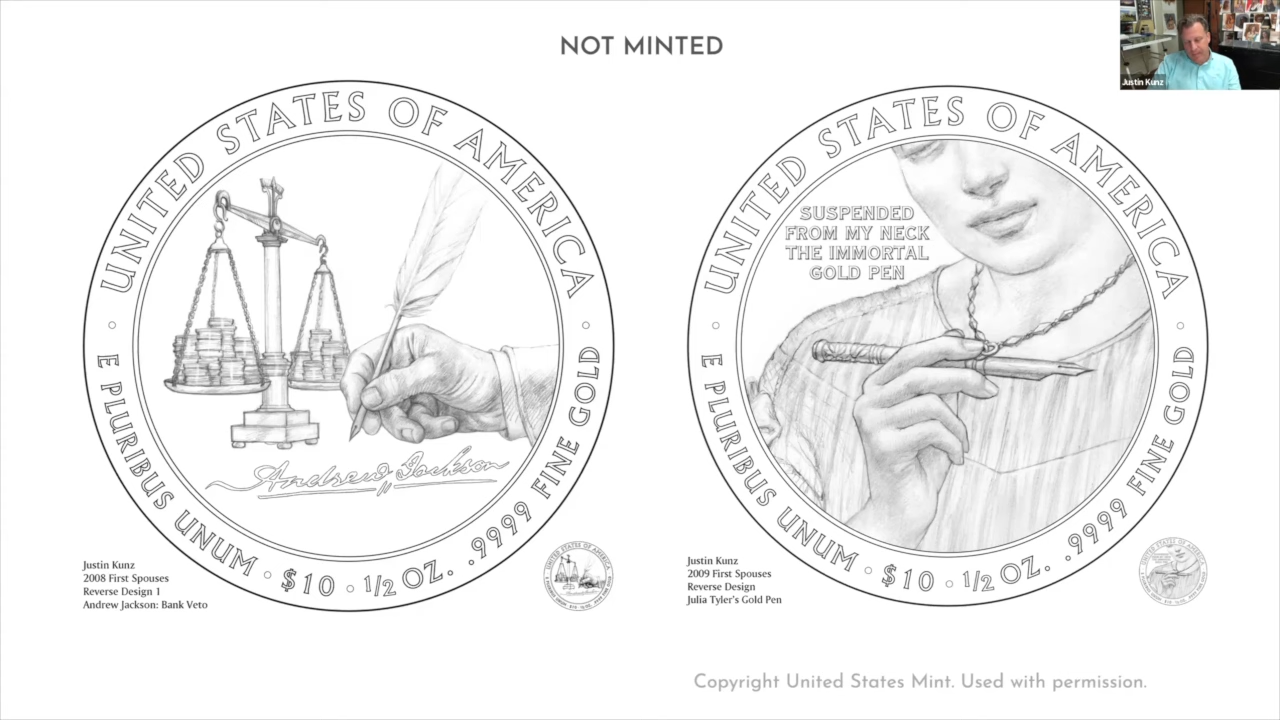 NOT MINTED
Justin Kunz
UNITED STATES OF AMERICA
Andrew Jackson
E PLURIBUS UNUM $10 1/2 OZ. .9999 FINE GOLD
Justin Kunz
2008 First Spouses
Reverse Design 1
Andrew Jackson: Bank Veto
UNITED STATES OF AMERICA
SUSPENDED
FROM MY NECK
THE IMMORTAL
GOLD PEN
E PLURIBUS UNUM $10 1/2 OZ. .9999 FINE GOLD
Justin Kunz
2009 First Spouses
Reverse Design
Julia Tyler's Gold Pen
Copyright United States Mint. Used with permission.